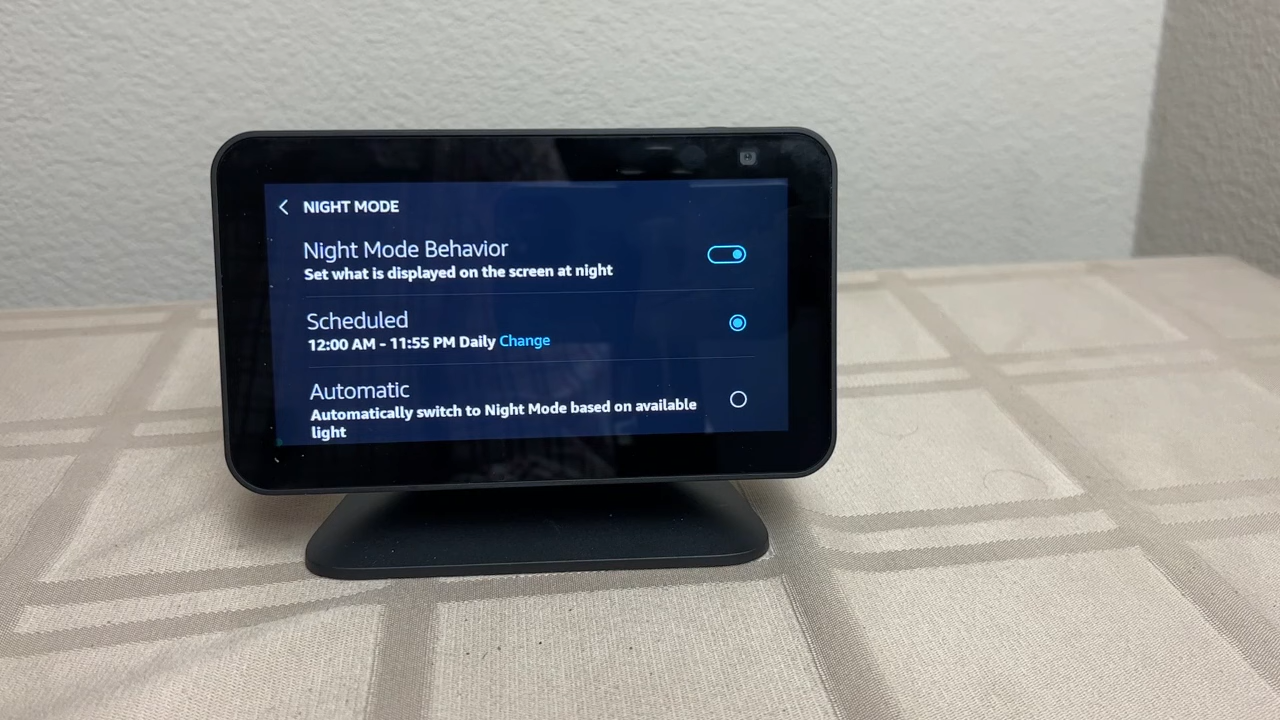 NIGHT MODE
Night Mode Behavior
Set what is displayed on the screen at night
Scheduled
12:00 AM - 11:55 PM Daily Change
Automatic
Automatically switch to Night Mode based on available
light